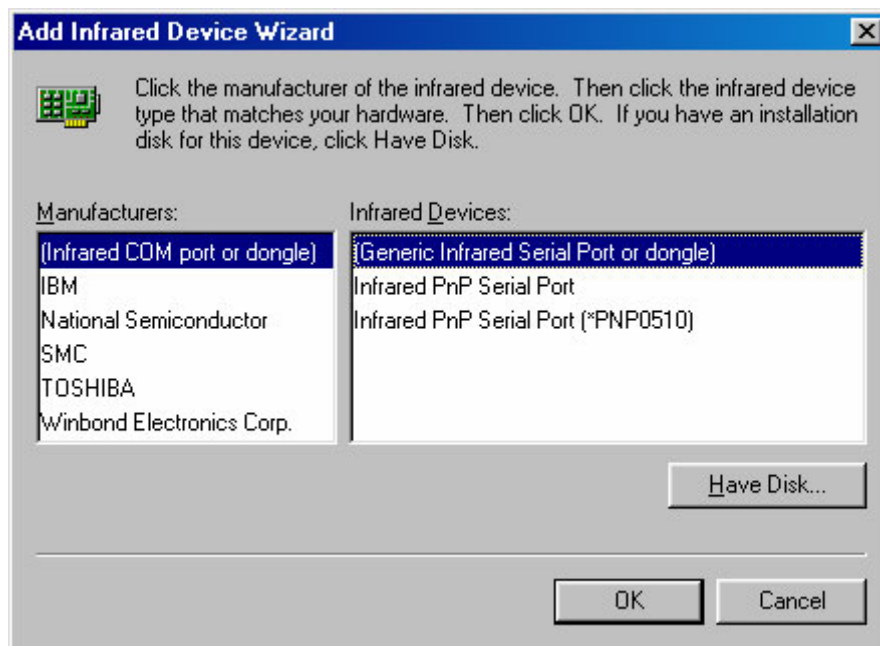 Add Infrared Device Wizard
Click the manufacturer of the infrared device. Then click the infrared device
type that matches your hardware. Then click OK. If you have an installation
disk for this device, click Have Disk.
Manufacturers:
(Infrared COM port or dongle)
IBM
National Semiconductor
SMC
TOSHIBA
Winbond Electronics Corp.
Infrared Devices:
(Generic Infrared Serial Port or dongle)
Infrared PnP Serial Port
Infrared PnP Serial Port (*PNP0510)
Have Disk...
OK
Cancel